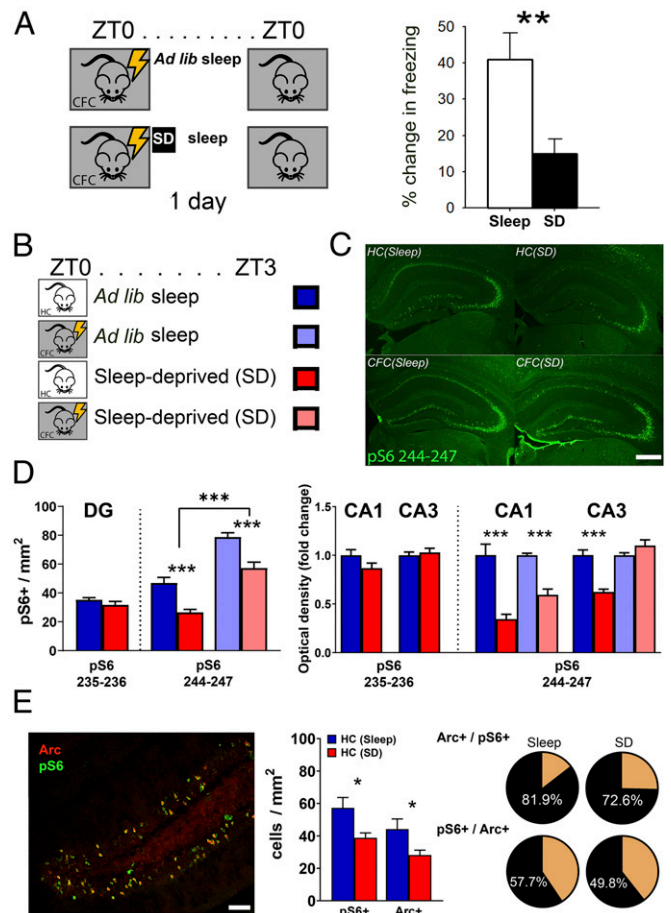 A
ZT0 . . . . . . . . . ZT0
Ad lib sleep
CFC
SD sleep
CFC
1 day
% change in freezing
50
40
30
20
10
0
**
Sleep SD
B
ZT0 . . . . . . . ZT3
HC
Ad lib sleep
CFC
Ad lib sleep
HC
Sleep-deprived (SD)
CFC
Sleep-deprived (SD)
C
HC(Sleep) HC(SD)
CFC(Sleep) CFC(SD)
pS6 244-247
D
DG
pS6+ / mm²
100
80
60
40
20
0
***
*** ***
pS6 pS6
235-236 244-247
Optical density (fold change)
1.5
1.0
0.5
0.0
CA1 CA3 CA1 CA3
*** *** ***
pS6 pS6
235-236 244-247
E
Arc
pS6
HC (Sleep)
HC (SD)
cells / mm²
100
80
60
40
20
0
* *
pS6+ Arc+
Arc+ / pS6+
Sleep SD
81.9% 72.6%
pS6+ / Arc+
57.7% 49.8%